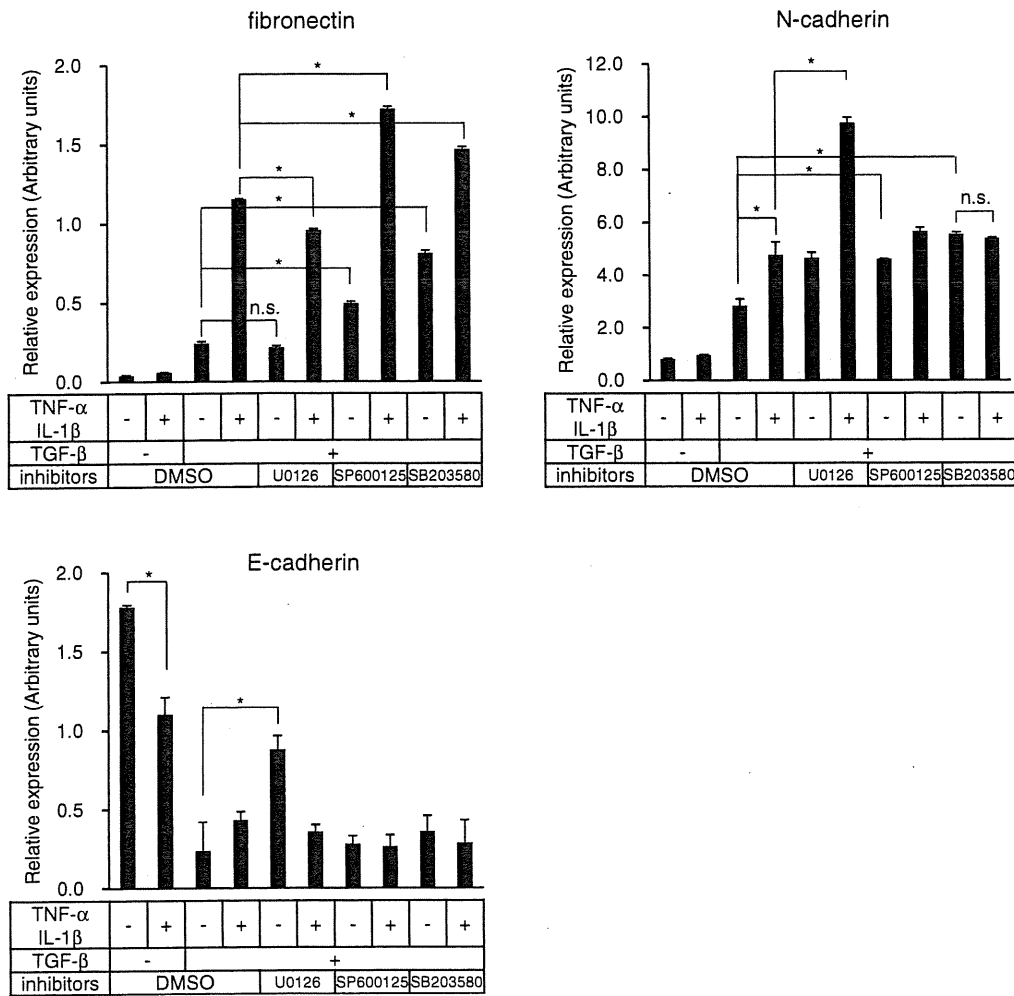 fibronectin
Relative expression (Arbitrary units)
2.0
1.5
1.0
0.5
0.0
*
*
*
*
*
n.s.
TNF-α
IL-1β
- + - + - + - + - +
TGF-β - +
inhibitors DMSO U0126 SP600125 SB203580
N-cadherin
Relative expression (Arbitrary units)
12.0
10.0
8.0
6.0
4.0
2.0
0.0
*
*
*
*
n.s.
TNF-α
IL-1β
- + - + - + - + - +
TGF-β - +
inhibitors DMSO U0126 SP600125 SB203580
E-cadherin
Relative expression (Arbitrary units)
2.0
1.5
1.0
0.5
0.0
*
*
TNF-α
IL-1β
- + - + - + - + - +
TGF-β - +
inhibitors DMSO U0126 SP600125 SB203580